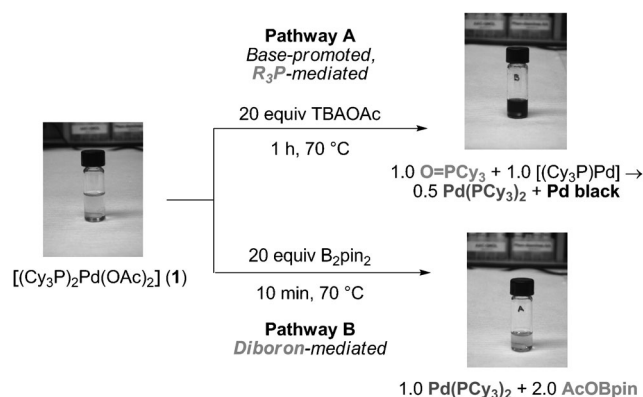 Pathway A
Base-promoted,
R₃P-mediated
20 equiv TBAOAc
1 h, 70 °C
B
1.0 O=PCy₃ + 1.0 [(Cy₃P)Pd] →
0.5 Pd(PCy₃)₂ + Pd black
[(Cy₃P)₂Pd(OAc)₂] (1)
20 equiv B₂pin₂
10 min, 70 °C
Pathway B
Diboron-mediated
A
1.0 Pd(PCy₃)₂ + 2.0 AcOBpin